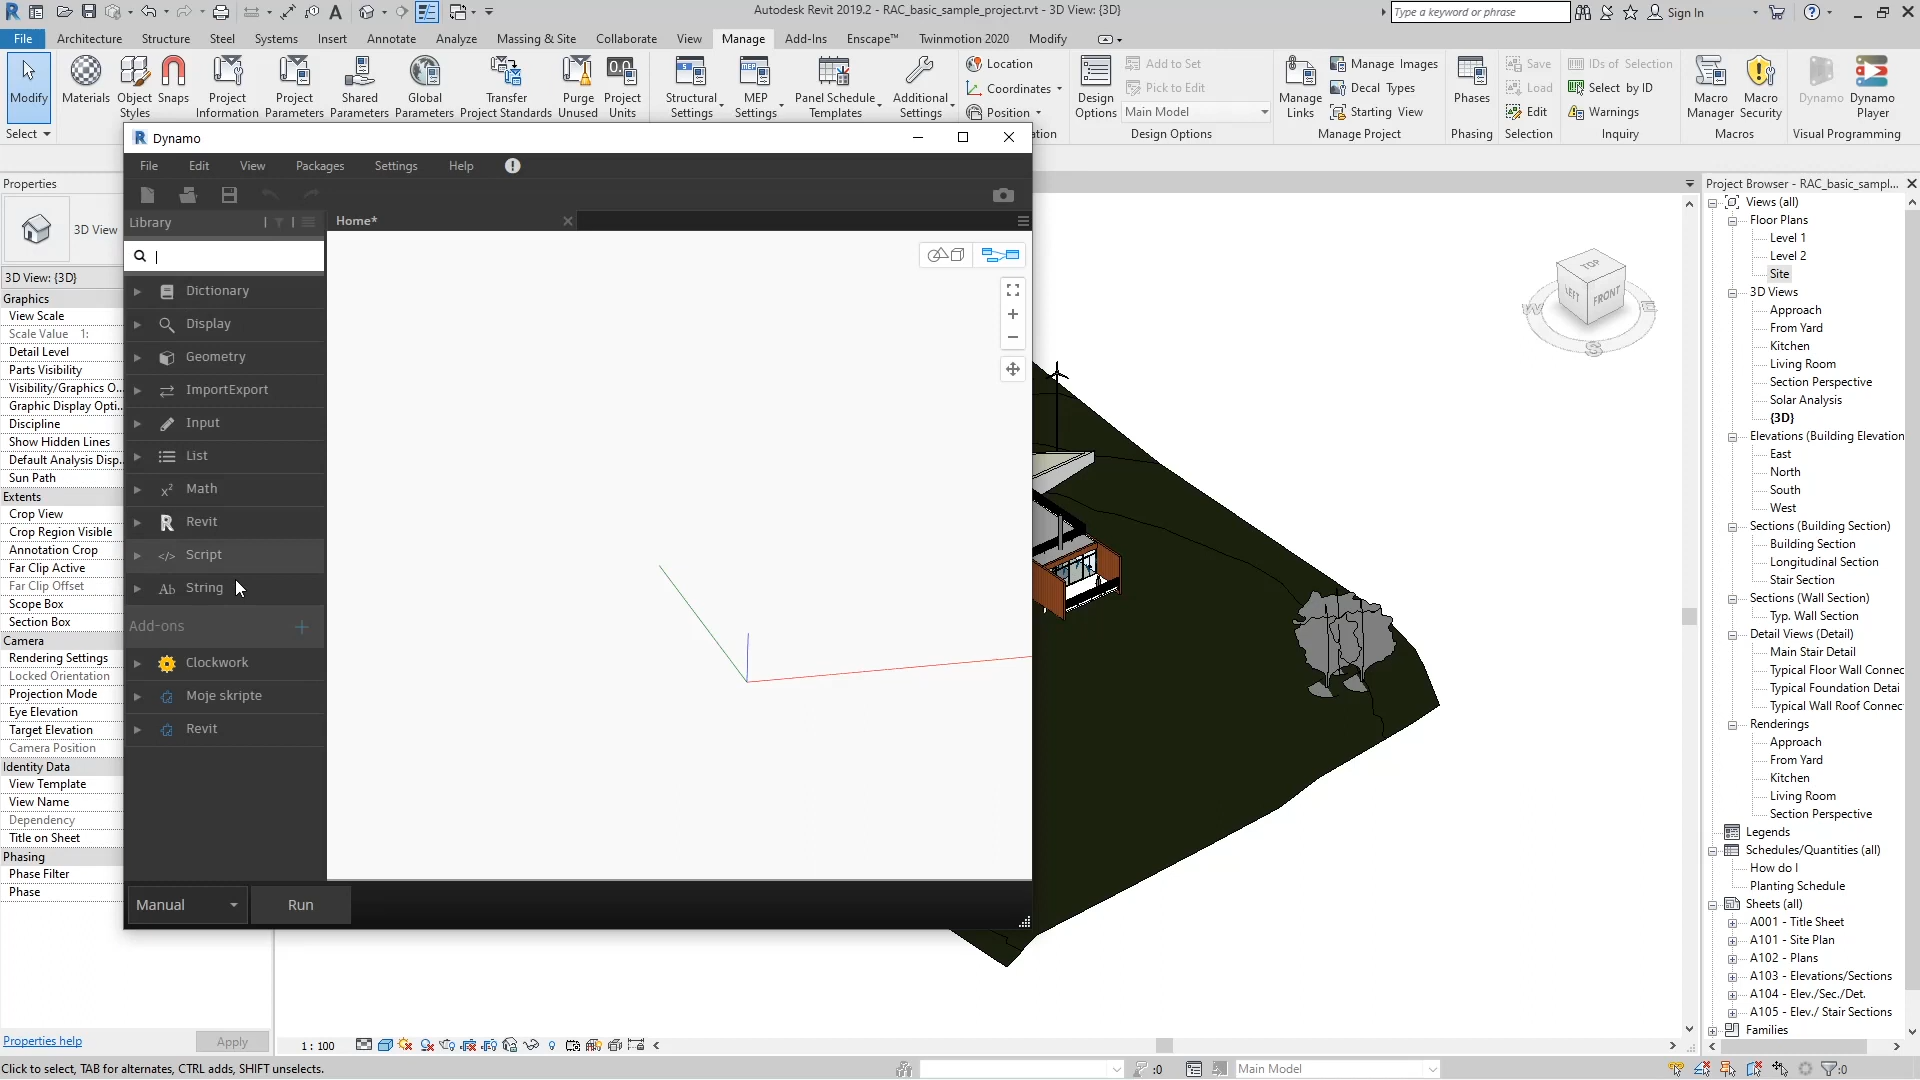 Autodesk Revit 2019.2 - RAC_basic_sample_project.rvt - 3D View: {3D}
Type a keyword or phrase
Sign In
File Architecture Structure Steel Systems Insert Annotate Analyze Massing & Site Collaborate View Manage Add-Ins Enscape™ Twinmotion 2020 Modify
Modify
Select
Materials
Object Styles
Snaps
Project Information
Project Parameters
Shared Parameters
Global Parameters
Transfer Project Standards
Purge Unused
Project Units
Structural Settings
MEP Settings
Panel Schedule Templates
Additional Settings
Location
Coordinates
Position
Design Options
Add to Set
Pick to Edit
Main Model
Design Options
Manage Links
Manage Images
Decal Types
Starting View
Manage Project
Phases
Phasing
Save
Load
Edit
Selection
IDs of Selection
Select by ID
Warnings
Inquiry
Macro Manager
Macro Security
Macros
Dynamo
Dynamo Player
Visual Programming
Properties
3D View
3D View: {3D}
Graphics
View Scale
Scale Value 1:
Detail Level
Parts Visibility
Visibility/Graphics O...
Graphic Display Opti...
Discipline
Show Hidden Lines
Default Analysis Disp...
Sun Path
Extents
Crop View
Crop Region Visible
Annotation Crop
Far Clip Active
Far Clip Offset
Scope Box
Section Box
Camera
Rendering Settings
Locked Orientation
Projection Mode
Eye Elevation
Target Elevation
Camera Position
Identity Data
View Template
View Name
Dependency
Title on Sheet
Phasing
Phase Filter
Phase
Properties help
Apply
Dynamo
File Edit View Packages Settings Help
Library
Home*
Dictionary
Display
Geometry
ImportExport
Input
List
Math
Revit
Script
String
Add-ons
Clockwork
Moje skripte
Revit
Manual
Run
TOP
LEFT
FRONT
W
S
E
Project Browser - RAC_basic_sampl...
Views (all)
Floor Plans
Level 1
Level 2
Site
3D Views
Approach
From Yard
Kitchen
Living Room
Section Perspective
Solar Analysis
{3D}
Elevations (Building Elevation
East
North
South
West
Sections (Building Section)
Building Section
Longitudinal Section
Stair Section
Sections (Wall Section)
Typ. Wall Section
Detail Views (Detail)
Main Stair Detail
Typical Floor Wall Connec
Typical Foundation Detai
Typical Wall Roof Connec
Renderings
Approach
From Yard
Kitchen
Living Room
Section Perspective
Legends
Schedules/Quantities (all)
How do I
Planting Schedule
Sheets (all)
A001 - Title Sheet
A101 - Site Plan
A102 - Plans
A103 - Elevations/Sections
A104 - Elev./Sec./Det.
A105 - Elev./ Stair Sections
Families
1 : 100
Click to select, TAB for alternates, CTRL adds, SHIFT unselects.
:0
Main Model
:0